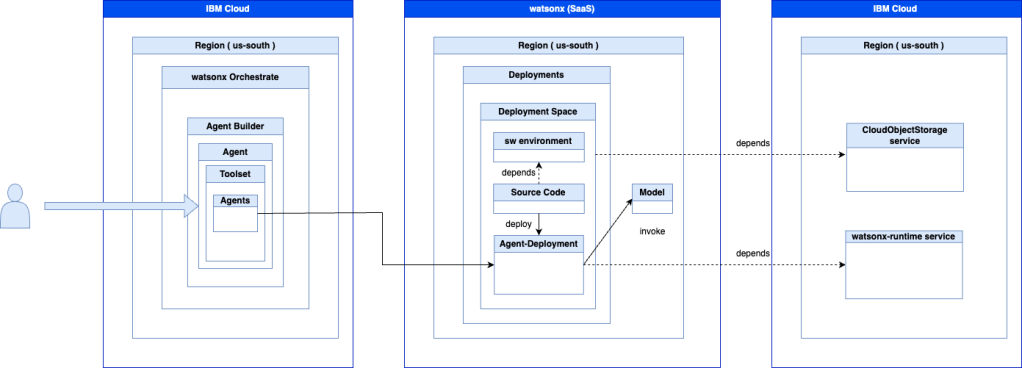 IBM Cloud
Region ( us-south )
watsonx Orchestrate
Agent Builder
Agent
Toolset
Agents
watsonx (SaaS)
Region ( us-south )
Deployments
Deployment Space
sw environment
depends
Source Code
deploy
Agent-Deployment
Model
invoke
depends
depends
IBM Cloud
Region ( us-south )
CloudObjectStorage
service
watsonx-runtime service